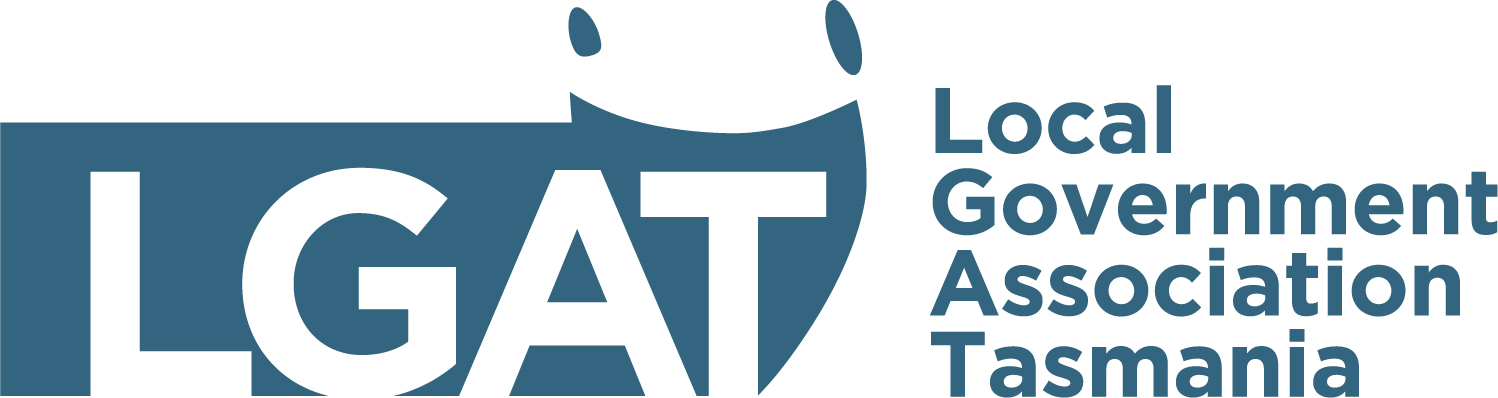 LGAT
Local
Government
Association
Tasmania